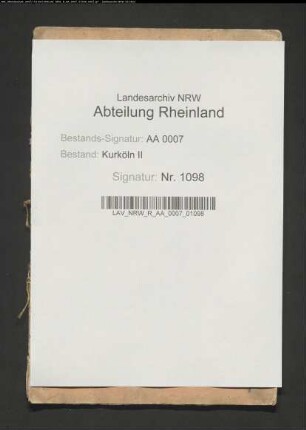 Landesarchiv NRW
Abteilung Rheinland
Bestands-Signatur: AA 0007
Bestand: Kurköln II
Signatur: Nr. 1098
LAV_NRW_R_AA_0007_01098